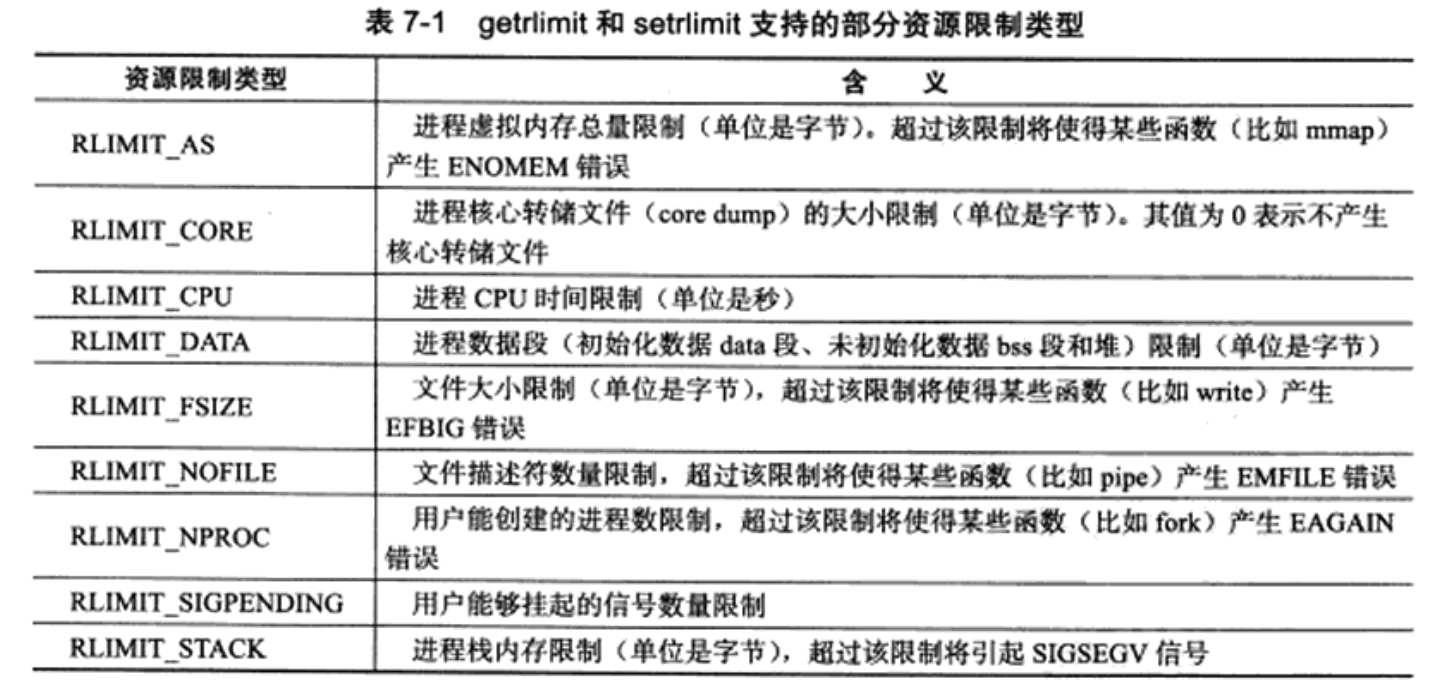 表 7-1 getrlimit 和 setrlimit 支持的部分资源限制类型
资源限制类型 含 义
RLIMIT_AS 进程虚拟内存总量限制（单位是字节）。超过该限制将使得某些函数（比如 mmap）
产生 ENOMEM 错误
RLIMIT_CORE 进程核心转储文件（core dump）的大小限制（单位是字节）。其值为 0 表示不产生
核心转储文件
RLIMIT_CPU 进程 CPU 时间限制（单位是秒）
RLIMIT_DATA 进程数据段（初始化数据 data 段、未初始化数据 bss 段和堆）限制（单位是字节）
RLIMIT_FSIZE 文件大小限制（单位是字节），超过该限制将使得某些函数（比如 write）产生
EFBIG 错误
RLIMIT_NOFILE 文件描述符数量限制，超过该限制将使得某些函数（比如 pipe）产生 EMFILE 错误
RLIMIT_NPROC 用户能创建的进程数限制，超过该限制将使得某些函数（比如 fork）产生 EAGAIN
错误
RLIMIT_SIGPENDING 用户能够挂起的信号数量限制
RLIMIT_STACK 进程栈内存限制（单位是字节），超过该限制将引起 SIGSEGV 信号